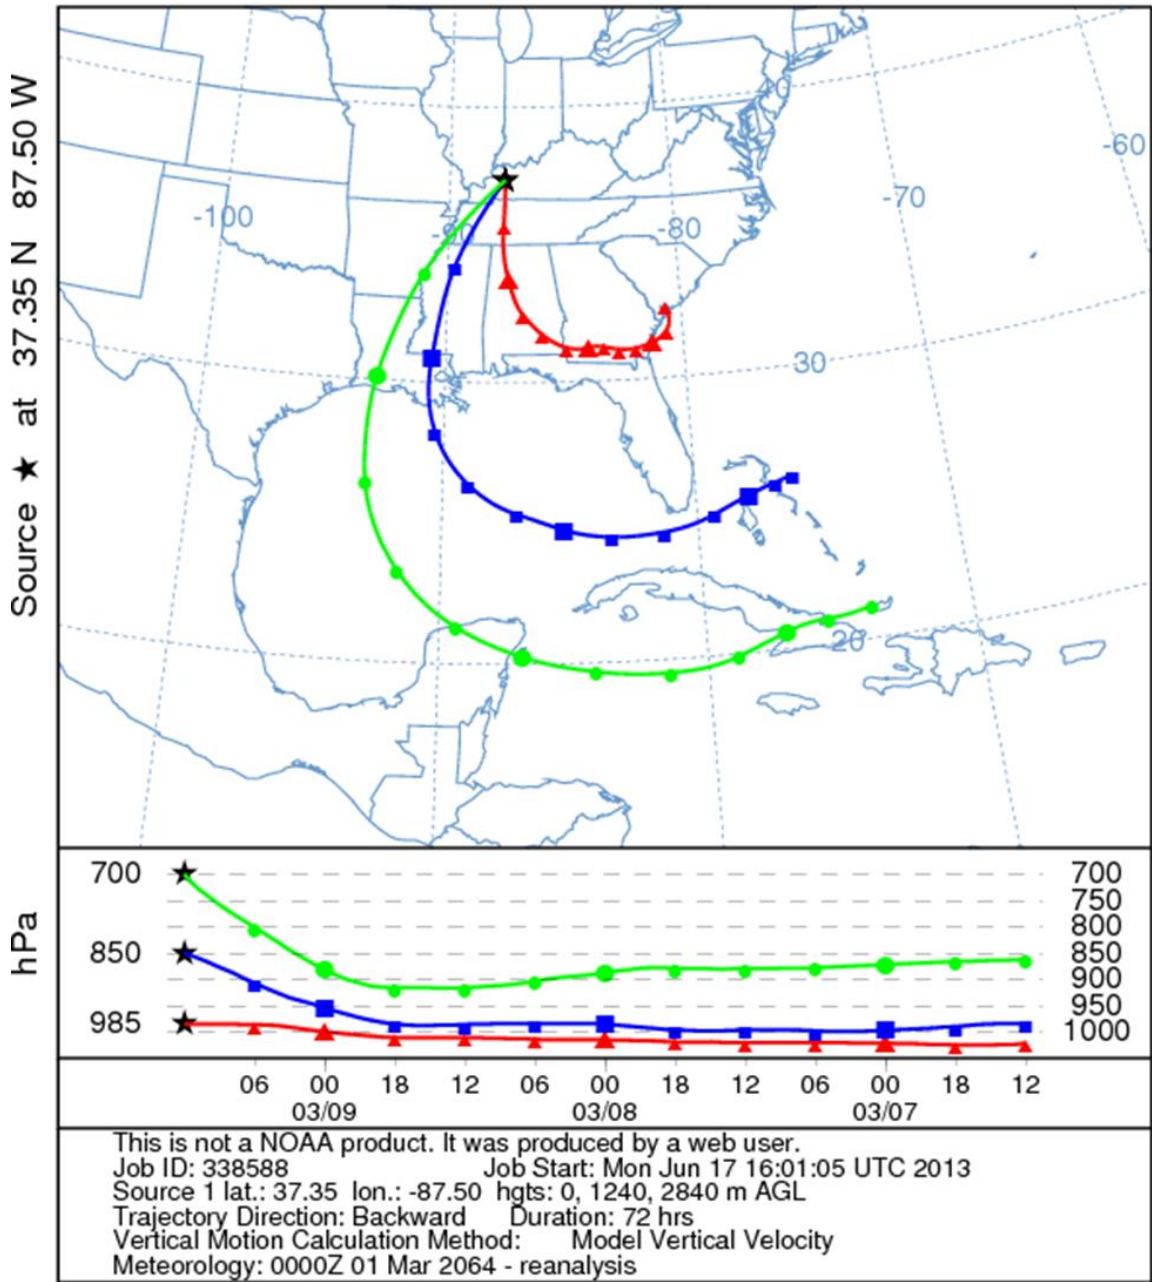 Source ★ at 37.35 N 87.50 W
-60
-70
-100
-90
-80
30
20
hPa
700 700
750
800
850 850
900
950
985 1000
06 00 18 12 06 00 18 12 06 00 18 12
03/09 03/08 03/07
This is not a NOAA product. It was produced by a web user.
Job ID: 338588 Job Start: Mon Jun 17 16:01:05 UTC 2013
Source 1 lat.: 37.35 lon.: -87.50 hgts: 0, 1240, 2840 m AGL
Trajectory Direction: Backward Duration: 72 hrs
Vertical Motion Calculation Method: Model Vertical Velocity
Meteorology: 0000Z 01 Mar 2064 - reanalysis